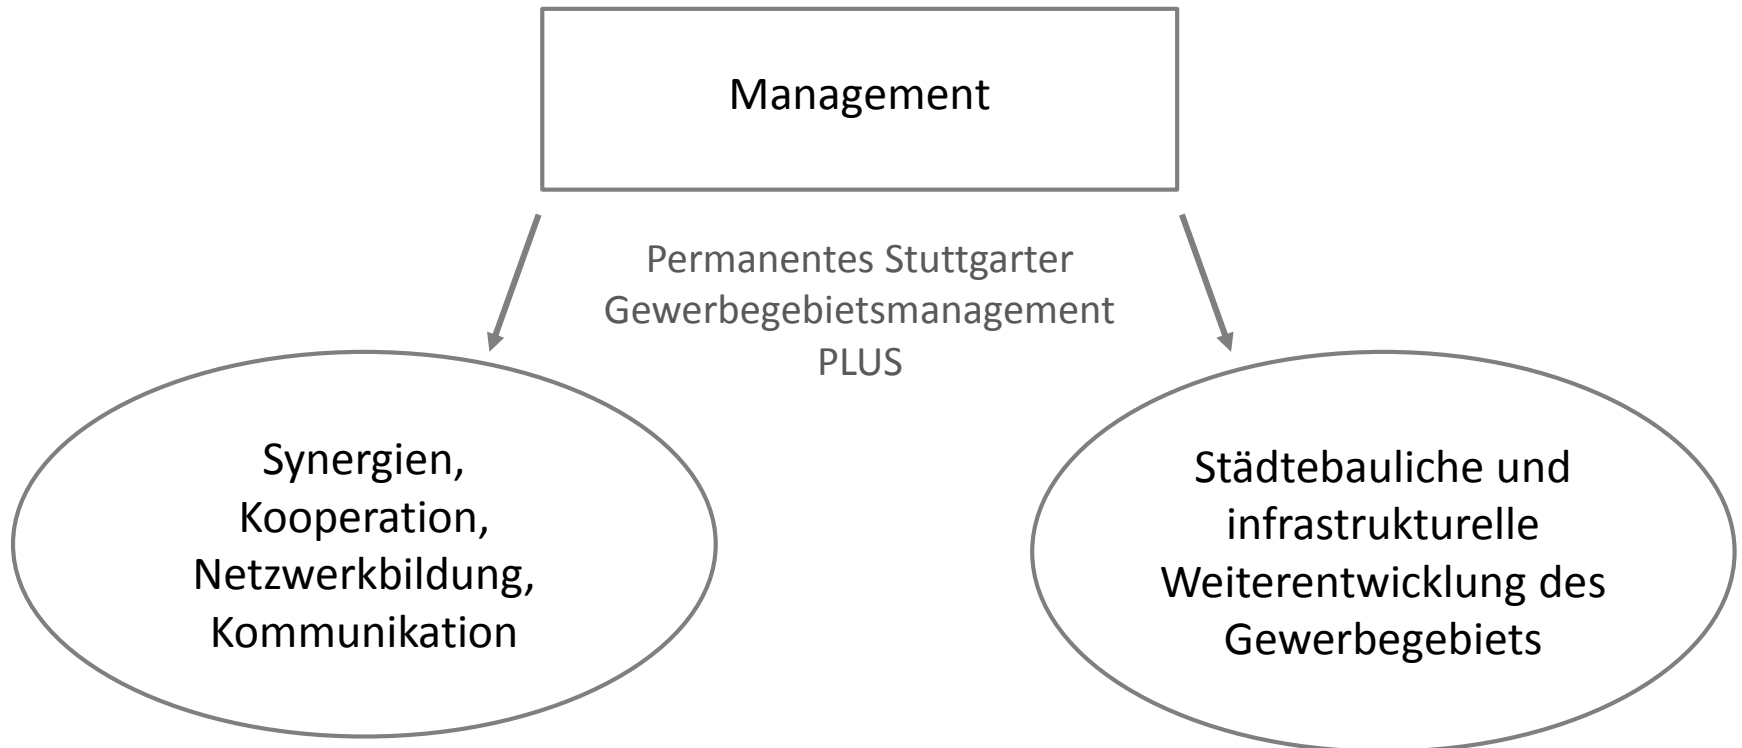 Management
Permanentes Stuttgarter
Gewerbegebietsmanagement
PLUS
Synergien,
Kooperation,
Netzwerkbildung,
Kommunikation
Städtebauliche und
infrastrukturelle
Weiterentwicklung des
Gewerbegebiets